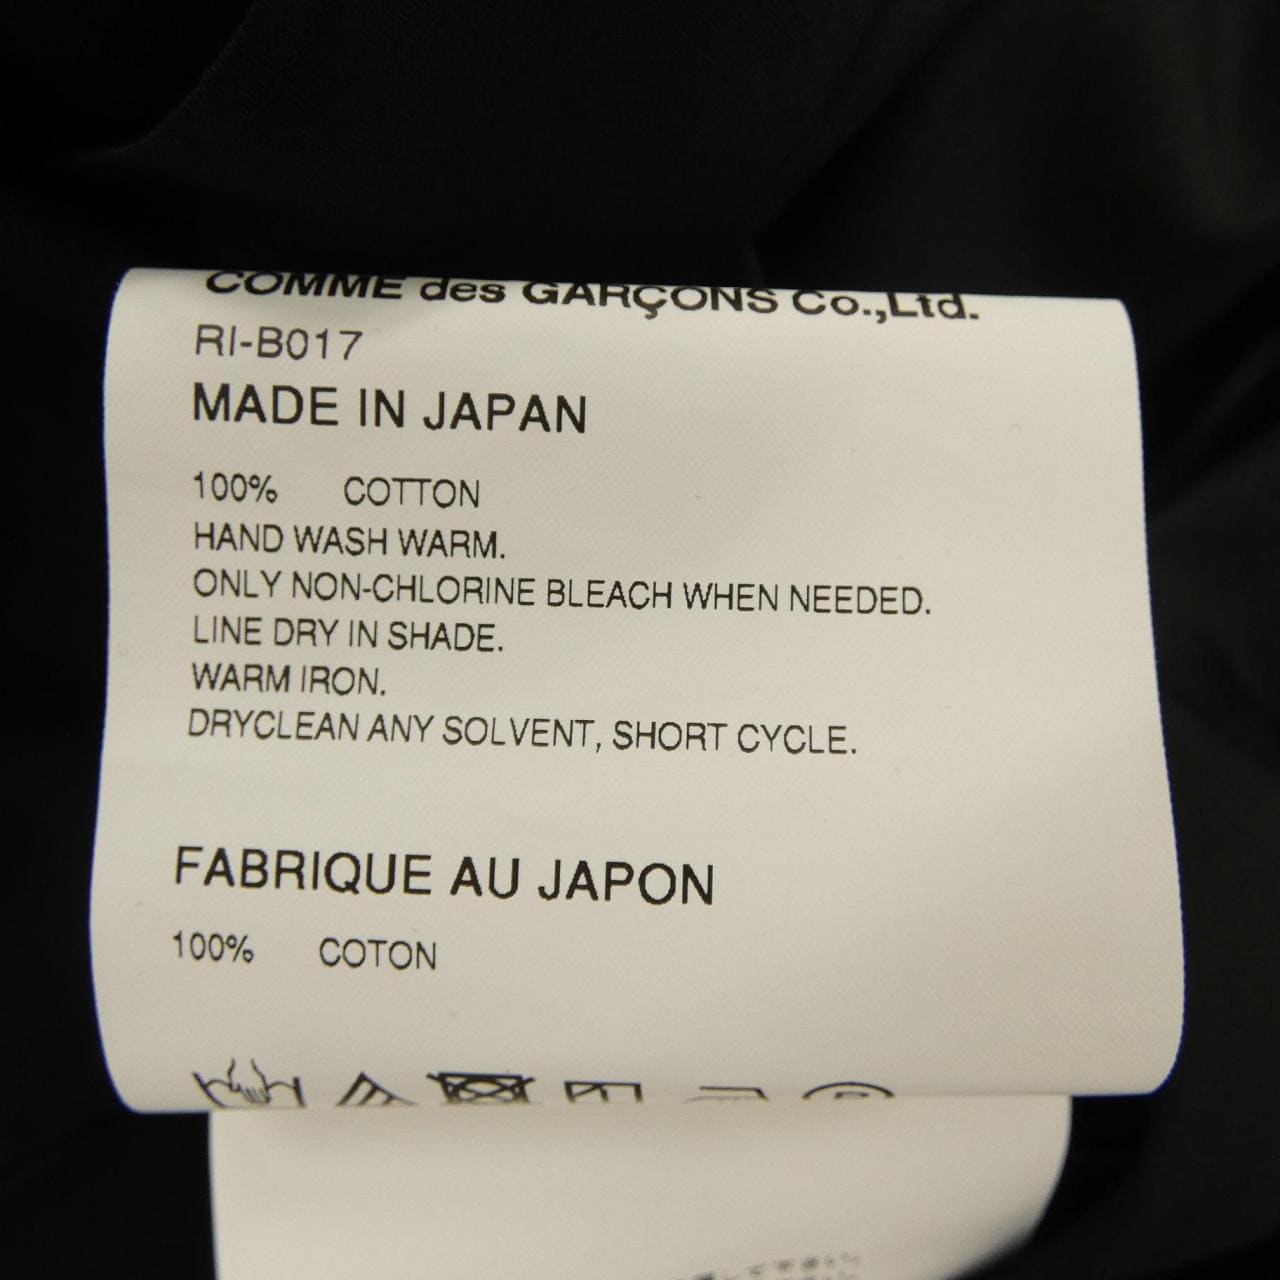 COMME des GARÇONS Co.,Ltd.
RI-B017
MADE IN JAPAN
100% COTTON
HAND WASH WARM.
ONLY NON-CHLORINE BLEACH WHEN NEEDED.
LINE DRY IN SHADE.
WARM IRON.
DRYCLEAN ANY SOLVENT, SHORT CYCLE.
FABRIQUE AU JAPON
100% COTON